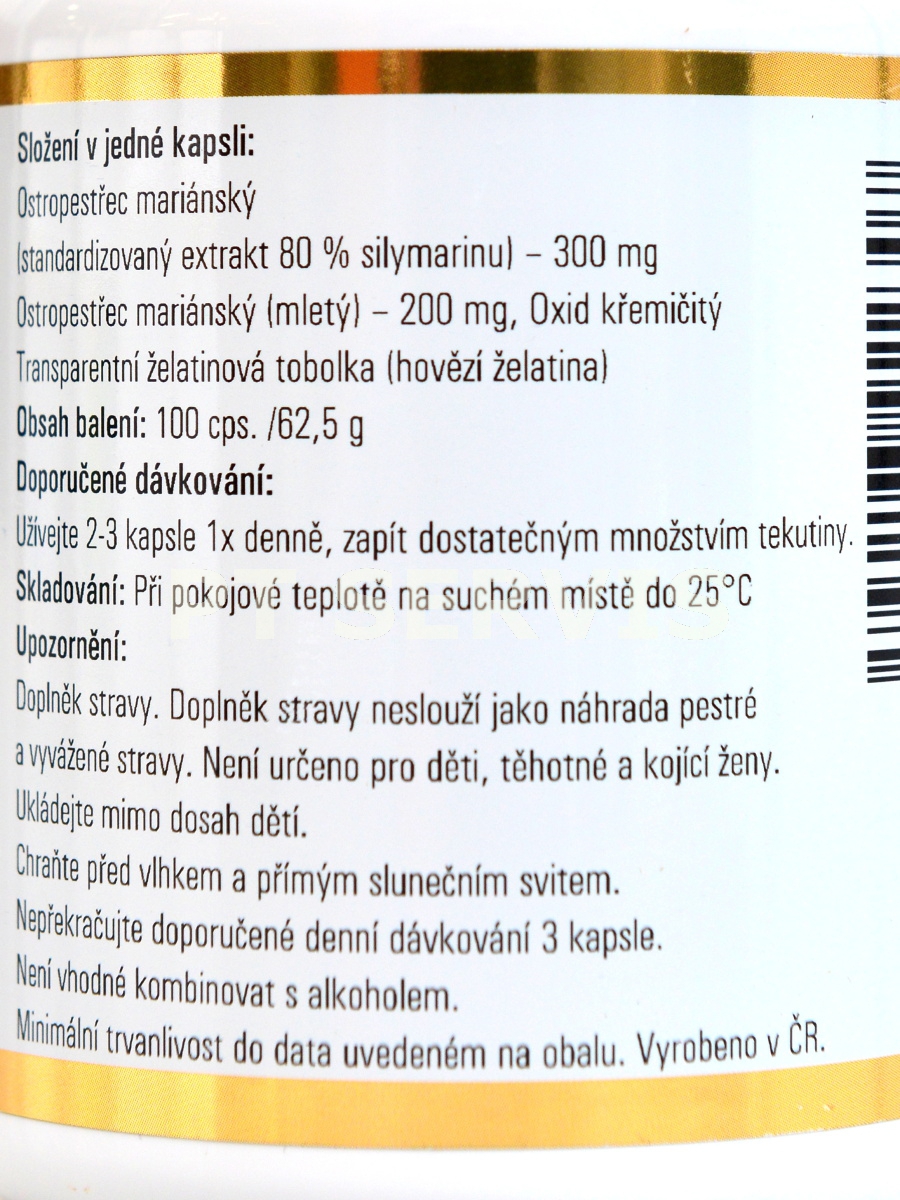 Složení v jedné kapsli:
Ostropestřec mariánský
(standardizovaný extrakt 80 % silymarinu) – 300 mg
Ostropestřec mariánský (mletý) – 200 mg, Oxid křemičitý
Transparentní želatinová tobolka (hovězí želatina)
Obsah balení: 100 cps. /62,5 g
Doporučené dávkování:
Užívejte 2-3 kapsle 1x denně, zapít dostatečným množstvím tekutiny.
Skladování: Při pokojové teplotě na suchém místě do 25°C
PT SERVIS
Upozornění:
Doplněk stravy. Doplněk stravy neslouží jako náhrada pestré
a vyvážené stravy. Není určeno pro děti, těhotné a kojící ženy.
Ukládejte mimo dosah dětí.
Chraňte před vlhkem a přímým slunečním svitem.
Nepřekračujte doporučené denní dávkování 3 kapsle.
Není vhodné kombinovat s alkoholem.
Minimální trvanlivost do data uvedeném na obalu. Vyrobeno v ČR.